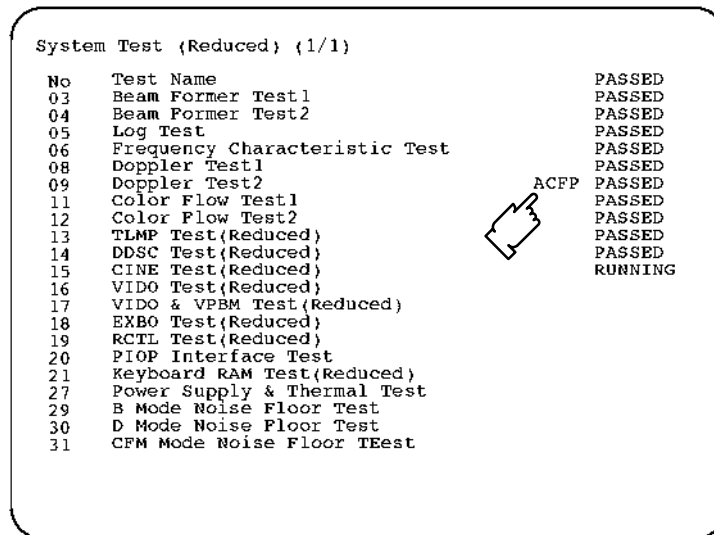 System Test (Reduced) (1/1)
No Test Name PASSED
03 Beam Former Test1 PASSED
04 Beam Former Test2 PASSED
05 Log Test PASSED
06 Frequency Characteristic Test PASSED
08 Doppler Test1 PASSED
09 Doppler Test2 ACFP PASSED
11 Color Flow Test1 PASSED
12 Color Flow Test2 PASSED
13 TLMP Test(Reduced) PASSED
14 DDSC Test(Reduced) PASSED
15 CINE Test(Reduced) RUNNING
16 VIDO Test(Reduced)
17 VIDO & VPBM Test(Reduced)
18 EXBO Test(Reduced)
19 RCTL Test(Reduced)
20 PIOP Interface Test
21 Keyboard RAM Test(Reduced)
27 Power Supply & Thermal Test
29 B Mode Noise Floor Test
30 D Mode Noise Floor Test
31 CFM Mode Noise Floor TEest